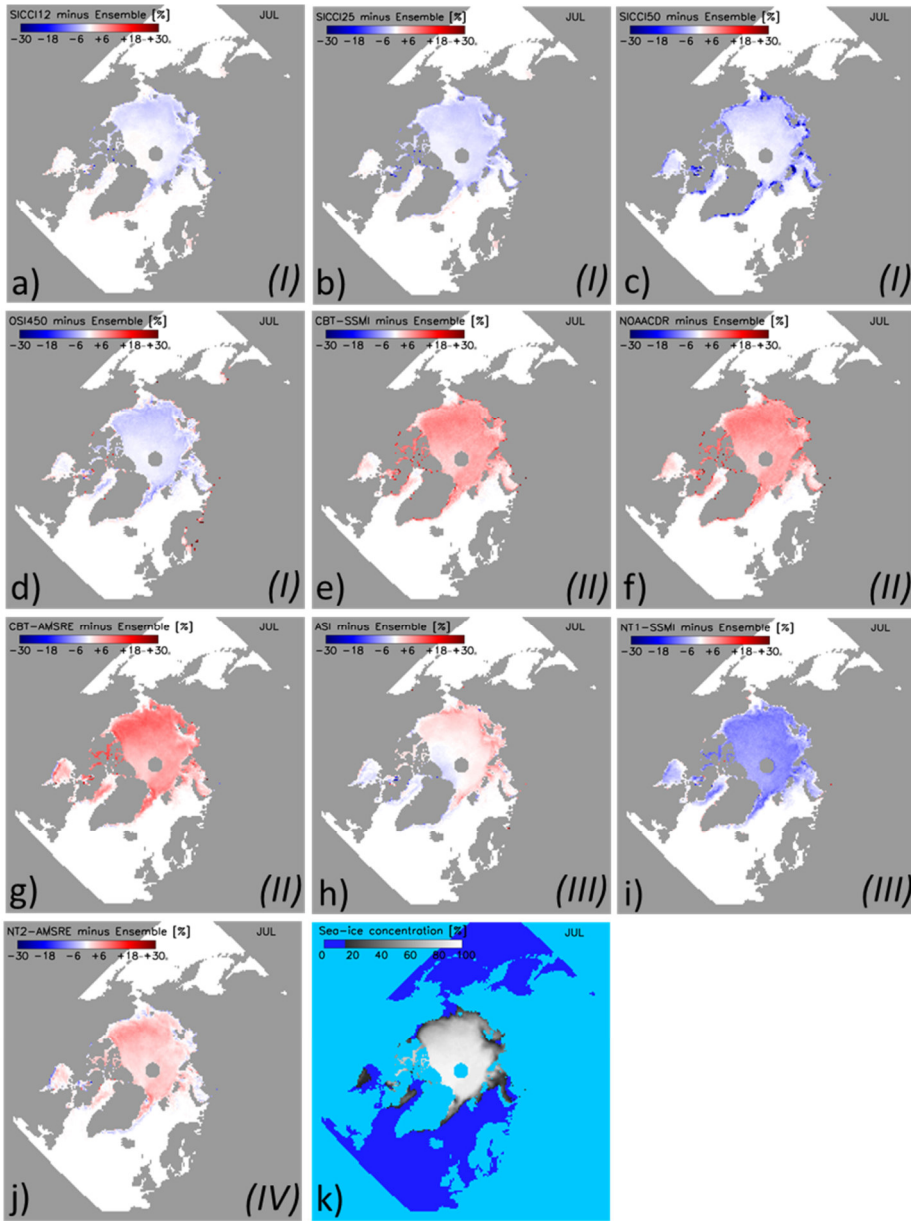 SICCI12 minus Ensemble [%] JUL
-30 -18 -6 +6 +18 +30
a) (I)
SICCI25 minus Ensemble [%] JUL
-30 -18 -6 +6 +18 +30
b) (I)
SICCI50 minus Ensemble [%] JUL
-30 -18 -6 +6 +18 +30
c) (I)
OSI450 minus Ensemble [%] JUL
-30 -18 -6 +6 +18 +30
d) (I)
CBT-SSMI minus Ensemble [%] JUL
-30 -18 -6 +6 +18 +30
e) (II)
NOAACDR minus Ensemble [%] JUL
-30 -18 -6 +6 +18 +30
f) (II)
CBT-AMSRE minus Ensemble [%] JUL
-30 -18 -6 +6 +18 +30
g) (II)
ASI minus Ensemble [%] JUL
-30 -18 -6 +6 +18 +30
h) (III)
NT1-SSMI minus Ensemble [%] JUL
-30 -18 -6 +6 +18 +30
i) (III)
NT2-AMSRE minus Ensemble [%] JUL
-30 -18 -6 +6 +18 +30
j) (IV)
Sea-ice concentration [%] JUL
0 20 40 60 80 100
k)